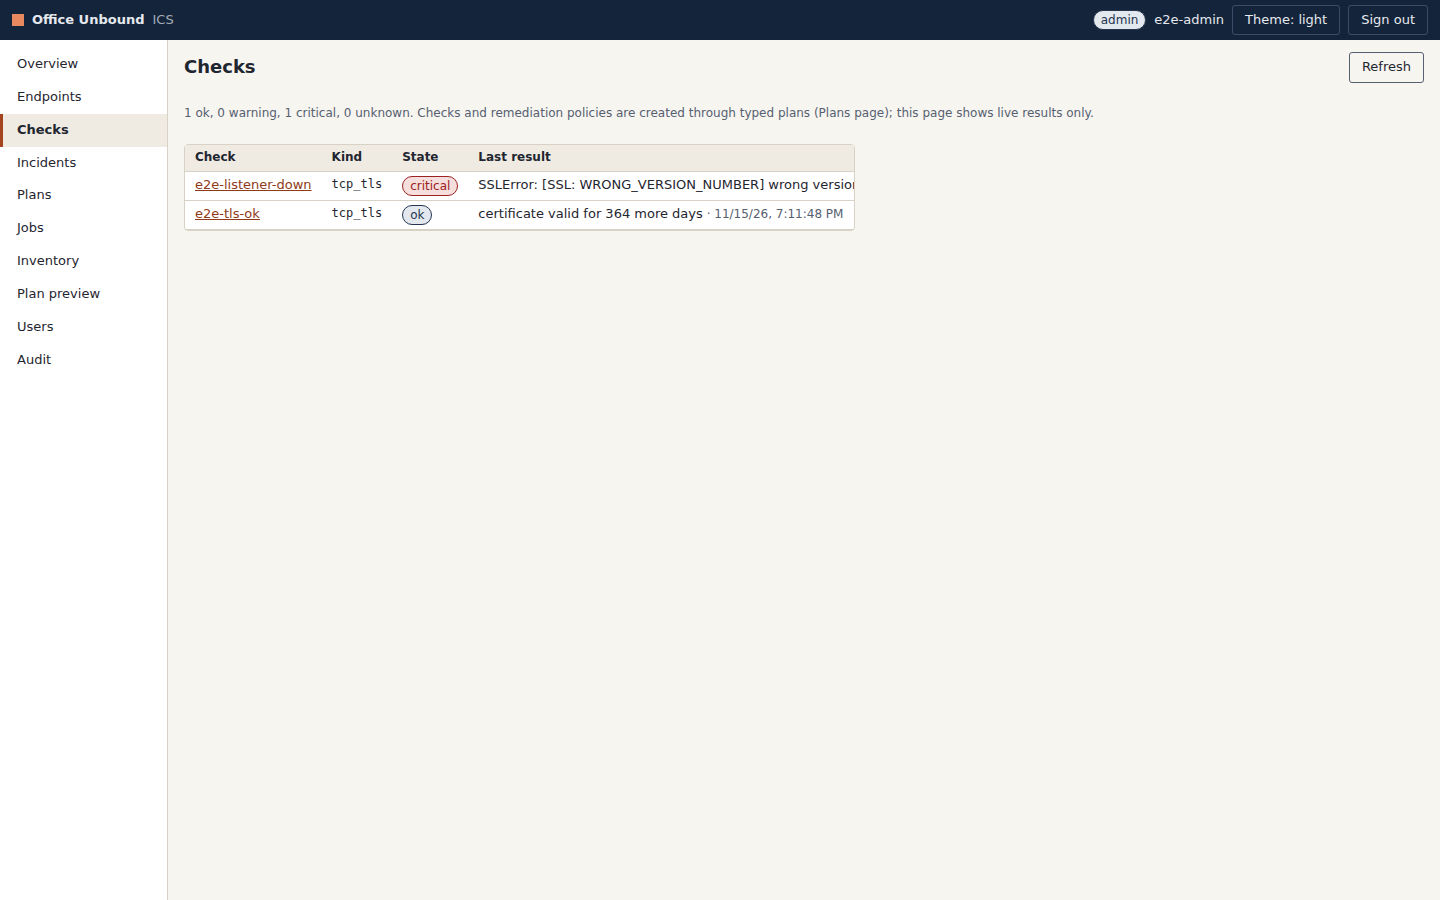 Office Unbound ICS
admin e2e-admin Theme: light Sign out
Overview
Endpoints
Checks
Incidents
Plans
Jobs
Inventory
Plan preview
Users
Audit
Checks
Refresh
1 ok, 0 warning, 1 critical, 0 unknown. Checks and remediation policies are created through typed plans (Plans page); this page shows live results only.
Check Kind State Last result
e2e-listener-down tcp_tls critical SSLError: [SSL: WRONG_VERSION_NUMBER] wrong version
e2e-tls-ok tcp_tls ok certificate valid for 364 more days · 11/15/26, 7:11:48 PM